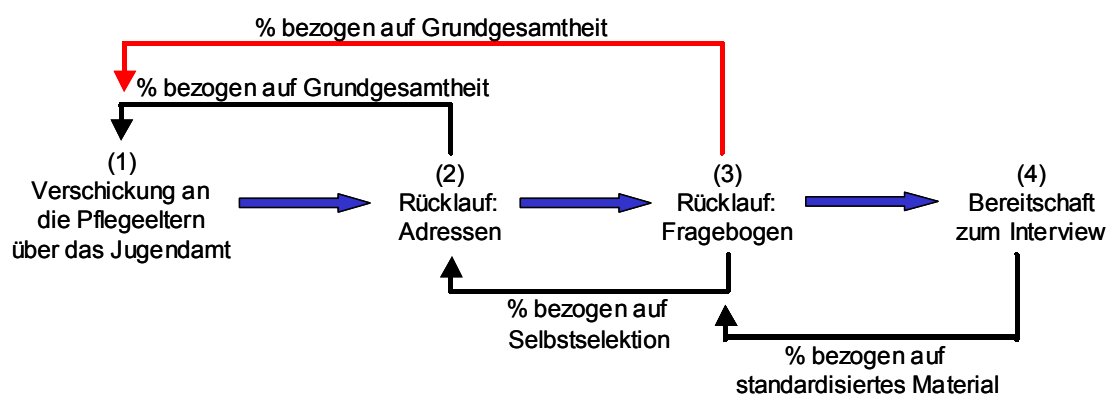 % bezogen auf Grundgesamtheit
% bezogen auf Grundgesamtheit
(1)
Verschickung an
die Pflegeeltern
über das Jugendamt
(2)
Rücklauf:
Adressen
(3)
Rücklauf:
Fragebogen
(4)
Bereitschaft
zum Interview
% bezogen auf
Selbstselektion
% bezogen auf
standardisiertes Material